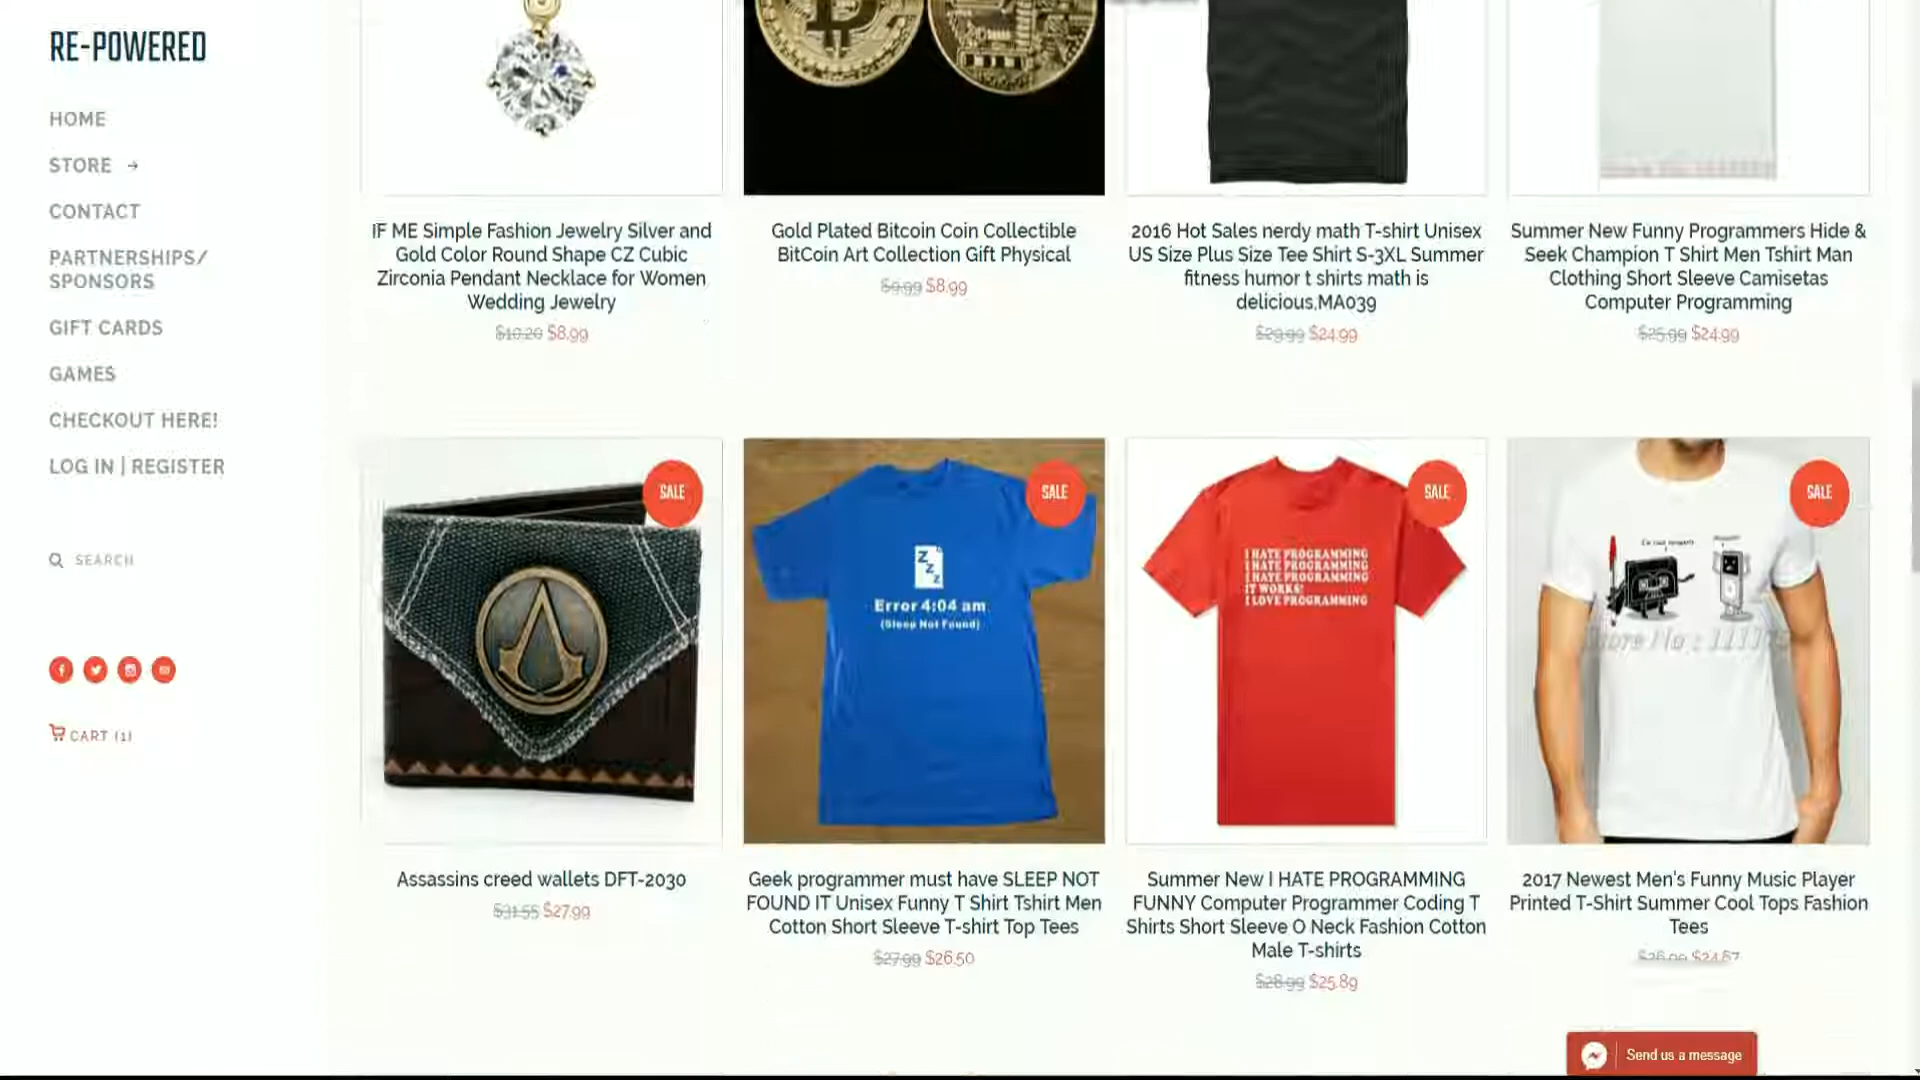 RE-POWERED
HOME
STORE →
CONTACT
PARTNERSHIPS/
SPONSORS
GIFT CARDS
GAMES
CHECKOUT HERE!
LOG IN | REGISTER
SEARCH
CART (1)
IF ME Simple Fashion Jewelry Silver and
Gold Color Round Shape CZ Cubic
Zirconia Pendant Necklace for Women
Wedding Jewelry
$10.20 $8.99
Gold Plated Bitcoin Coin Collectible
BitCoin Art Collection Gift Physical
$9.99 $8.99
2016 Hot Sales nerdy math T-shirt Unisex
US Size Plus Size Tee Shirt S-3XL Summer
fitness humor t shirts math is
delicious,MA039
$29.99 $24.99
Summer New Funny Programmers Hide &
Seek Champion T Shirt Men Tshirt Man
Clothing Short Sleeve Camisetas
Computer Programming
$25.99 $24.99
SALE
Z
Z
Z
Error 4:04 am
(Sleep Not Found)
SALE
I HATE PROGRAMMING
I HATE PROGRAMMING
I HATE PROGRAMMING
IT WORKS!
I LOVE PROGRAMMING
SALE
SALE
Assassins creed wallets DFT-2030
$31.55 $27.99
Geek programmer must have SLEEP NOT
FOUND IT Unisex Funny T Shirt Tshirt Men
Cotton Short Sleeve T-shirt Top Tees
$27.99 $26.50
Summer New I HATE PROGRAMMING
FUNNY Computer Programmer Coding T
Shirts Short Sleeve O Neck Fashion Cotton
Male T-shirts
$28.99 $25.89
2017 Newest Men's Funny Music Player
Printed T-Shirt Summer Cool Tops Fashion
Tees
$26.99 $24.67
Send us a message